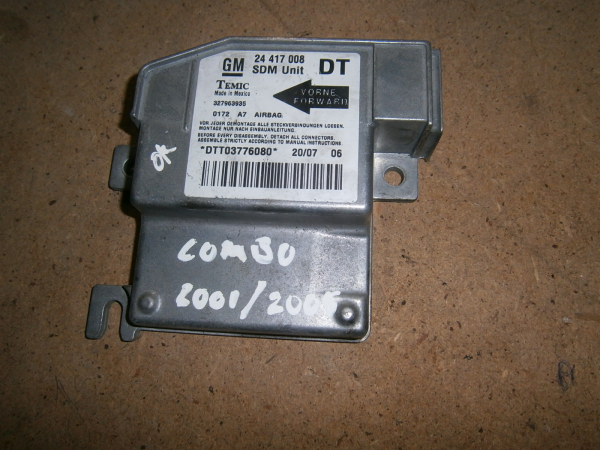 GM 24 417 008 SDM Unit DT
TEMIC
Made in Mexico
VORNE
FORWARD
327963935
0172 A7 AIRBAG
VOR JEDER DEMONTAGE ALLE STECKVERBINDUNGEN LOESEN.
MONTAGE NUR NACH EINBAUANLEITUNG.
BEFORE EVERY DISASSEMBLY: DETACH ALL CONNECTORS.
ASSEMBLE STRICTLY ACCORDING TO MANUAL INSTRUCTIONS.
*DTT03776080* 20/07 06
OK
COMBO
2001/2005